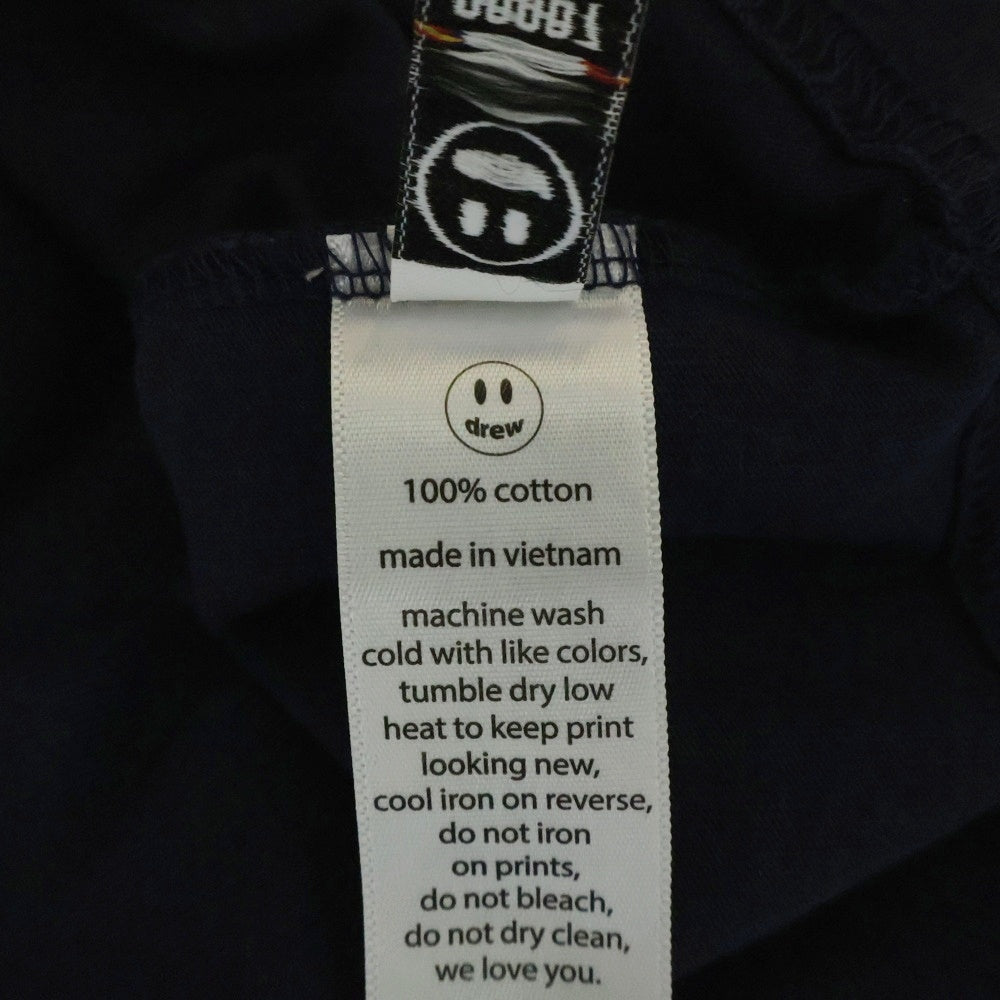 drew
100% cotton
made in vietnam
machine wash
cold with like colors,
tumble dry low
heat to keep print
looking new,
cool iron on reverse,
do not iron
on prints,
do not bleach,
do not dry clean,
we love you.